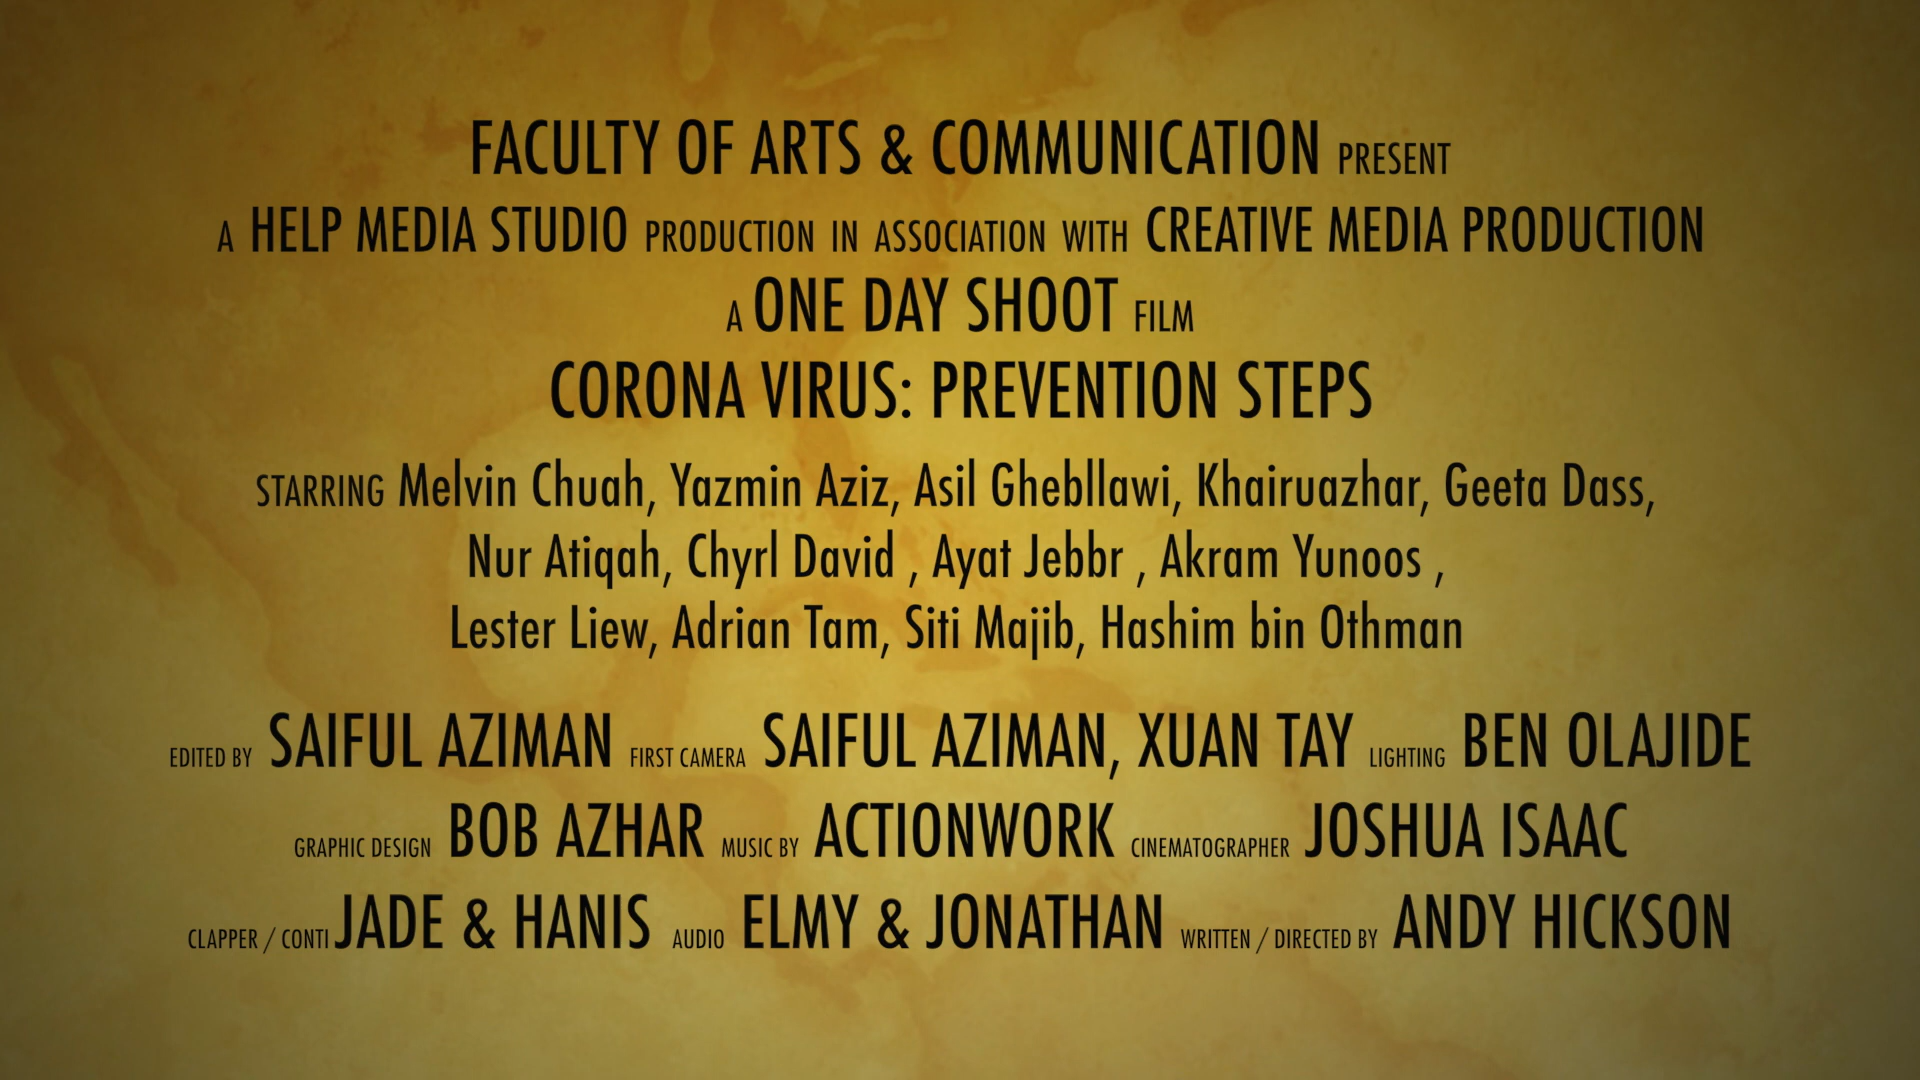 FACULTY OF ARTS & COMMUNICATION PRESENT
A HELP MEDIA STUDIO PRODUCTION IN ASSOCIATION WITH CREATIVE MEDIA PRODUCTION
A ONE DAY SHOOT FILM
CORONA VIRUS: PREVENTION STEPS
STARRING Melvin Chuah, Yazmin Aziz, Asil Ghebllawi, Khairuazhar, Geeta Dass,
Nur Atiqah, Chyrl David , Ayat Jebbr , Akram Yunoos ,
Lester Liew, Adrian Tam, Siti Majib, Hashim bin Othman
EDITED BY SAIFUL AZIMAN FIRST CAMERA SAIFUL AZIMAN, XUAN TAY LIGHTING BEN OLAJIDE
GRAPHIC DESIGN BOB AZHAR MUSIC BY ACTIONWORK CINEMATOGRAPHER JOSHUA ISAAC
CLAPPER / CONTI JADE & HANIS AUDIO ELMY & JONATHAN WRITTEN / DIRECTED BY ANDY HICKSON